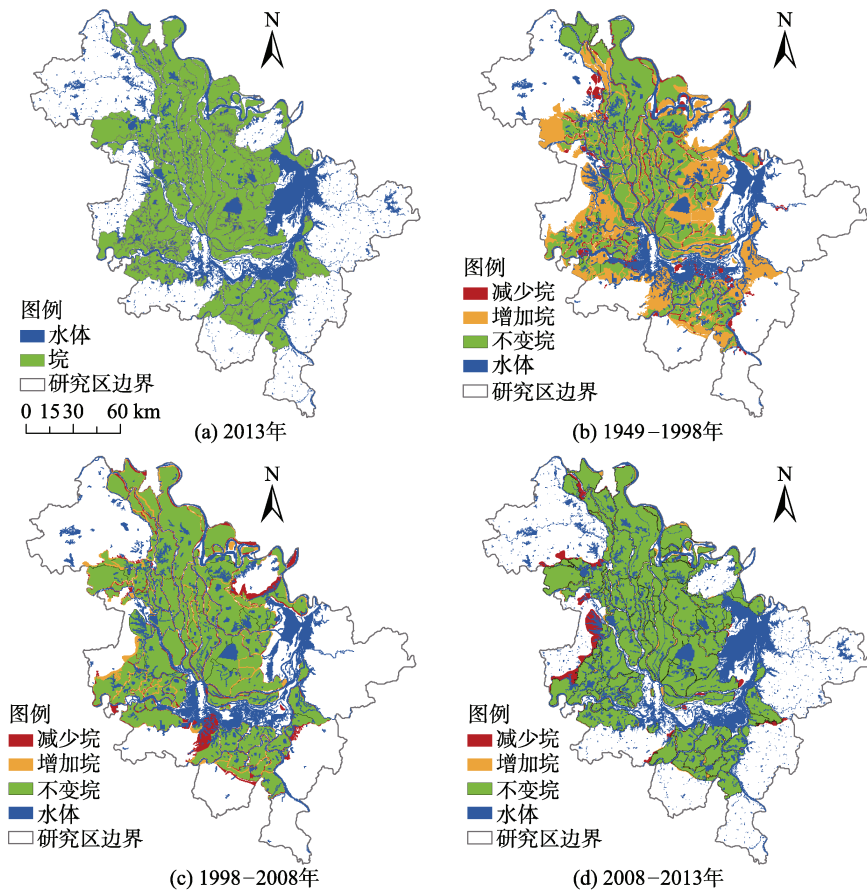 N
图例
水体
垸
研究区边界
0 15 30 60 km
(a) 2013年
N
图例
减少垸
增加垸
不变垸
水体
研究区边界
(b) 1949−1998年
N
图例
减少垸
增加垸
不变垸
水体
研究区边界
(c) 1998−2008年
N
图例
减少垸
增加垸
不变垸
水体
研究区边界
(d) 2008−2013年